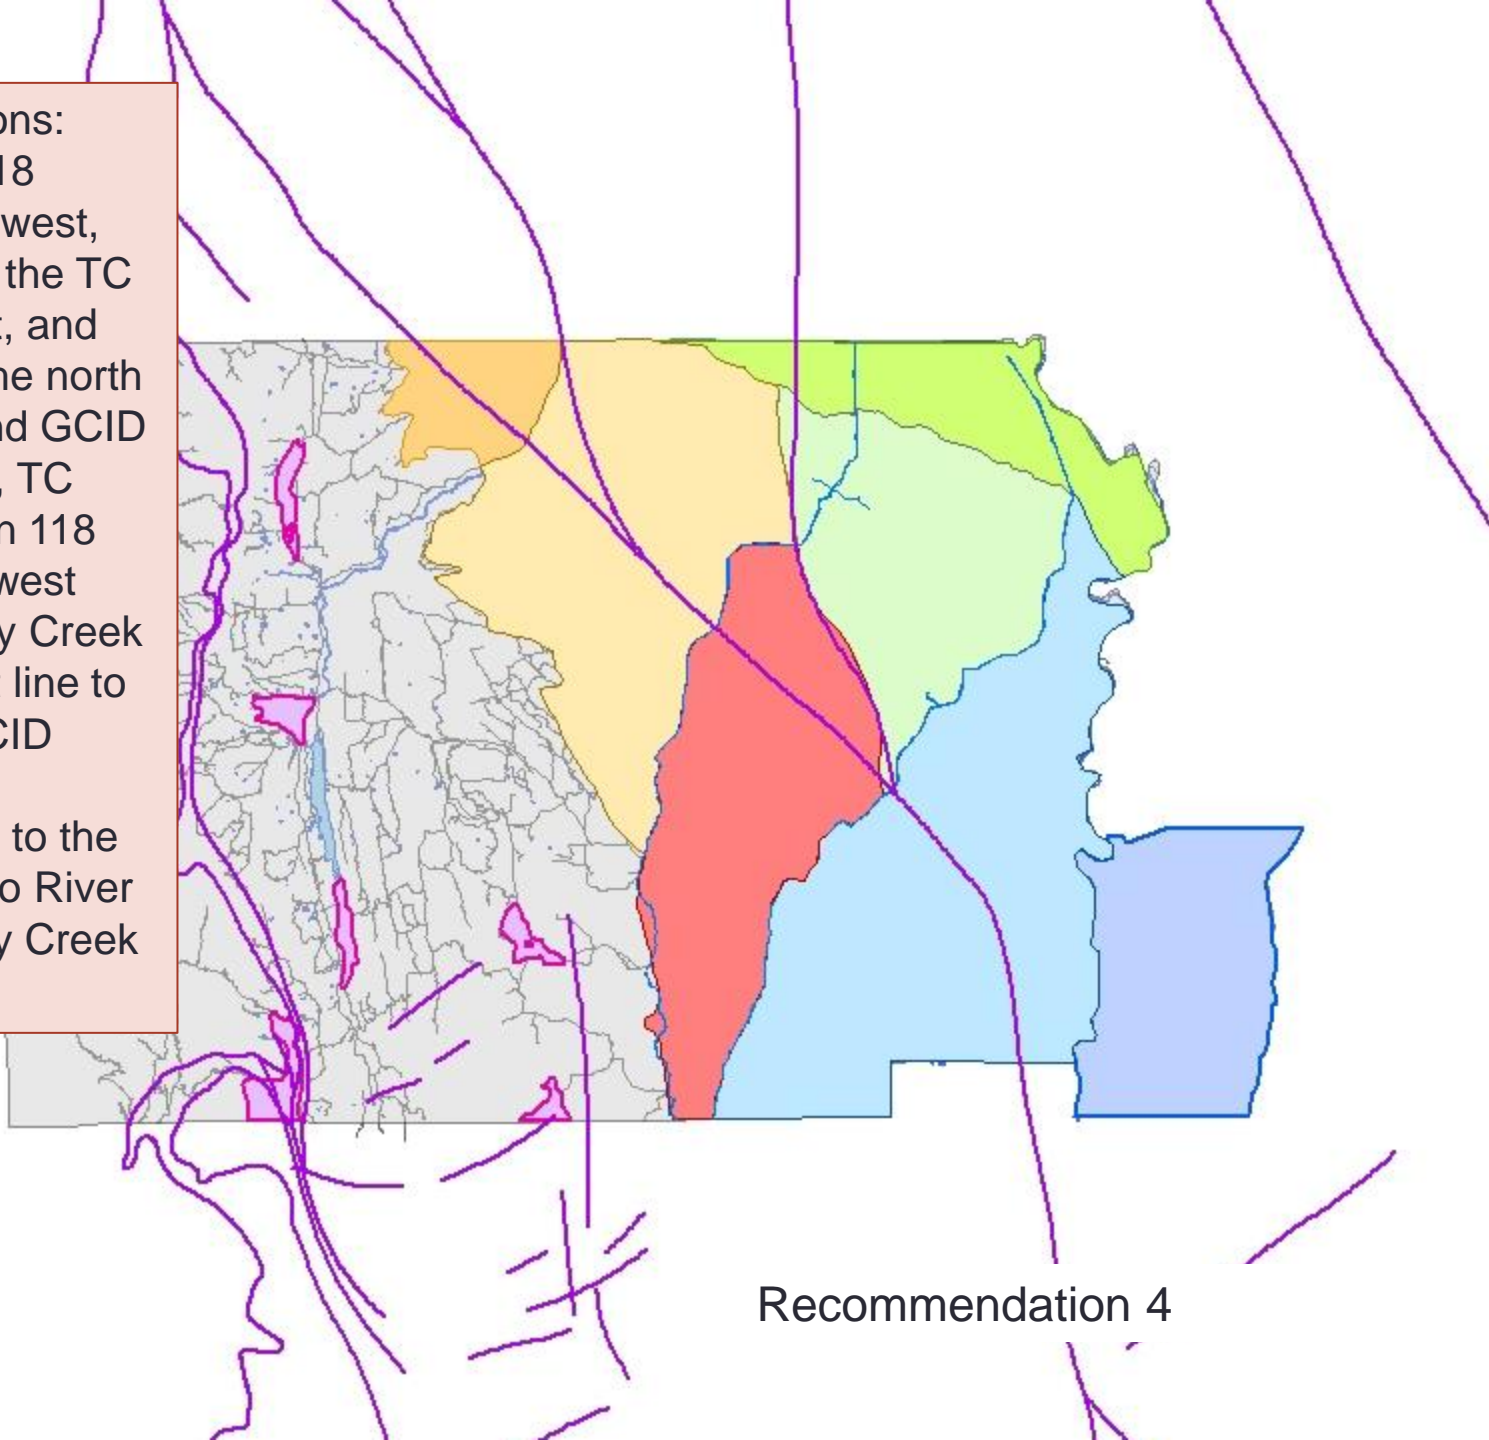 ons:
18
west,
the TC
t, and
he north
nd GCID
, TC
n 118
west
y Creek
t line to
CID
to the
o River
y Creek
Recommendation 4